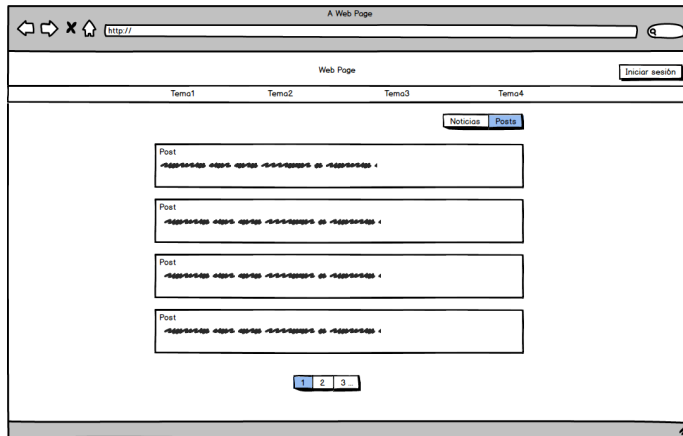 A Web Page
http://
Web Page
Iniciar sesión
Tema1 Tema2 Tema3 Tema4
Noticias Posts
Post
Post
Post
Post
1 2 3 ...